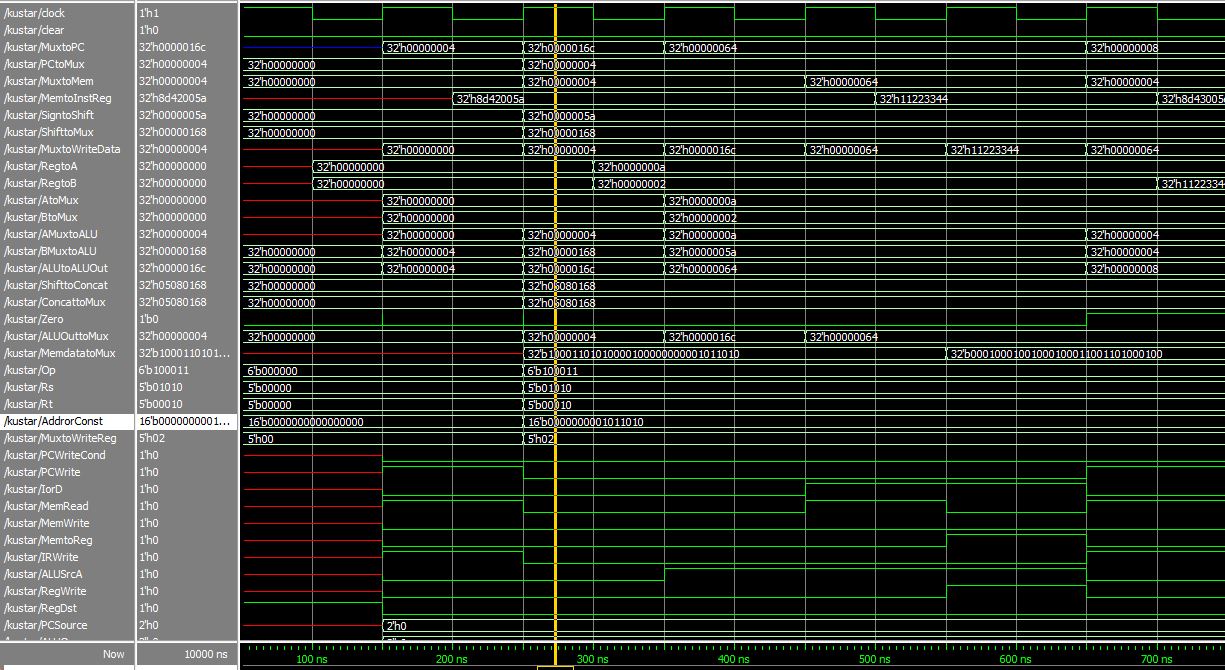 /kustar/clock 1'h1
/kustar/clear 1'h0
/kustar/MuxtoPC 32'h0000016c 32'h00000004 32'h0000016c 32'h00000064 32'h00000008
/kustar/PCtoMux 32'h00000004 32'h00000000 32'h00000004
/kustar/MuxtoMem 32'h00000004 32'h00000000 32'h00000004 32'h00000064 32'h00000004
/kustar/MemtoInstReg 32'h8d42005a 32'h8d42005a 32'h11223344 32'h8d43005
/kustar/SigntoShift 32'h0000005a 32'h00000000 32'h0000005a
/kustar/ShifttoMux 32'h00000168 32'h00000000 32'h00000168
/kustar/MuxtoWriteData 32'h00000004 32'h00000000 32'h00000004 32'h0000016c 32'h00000064 32'h11223344 32'h00000064
/kustar/RegtoA 32'h00000000 32'h00000000 32'h0000000a
/kustar/RegtoB 32'h00000000 32'h00000000 32'h00000002 32'h1122334
/kustar/AtoMux 32'h00000000 32'h00000000 32'h0000000a
/kustar/BtoMux 32'h00000000 32'h00000000 32'h00000002
/kustar/AMuxtoALU 32'h00000004 32'h00000000 32'h00000004 32'h0000000a 32'h00000004
/kustar/BMuxtoALU 32'h00000168 32'h00000000 32'h00000004 32'h00000168 32'h0000005a 32'h00000004
/kustar/ALUtoALUOut 32'h0000016c 32'h00000000 32'h00000004 32'h0000016c 32'h00000064 32'h00000008
/kustar/ShifttoConcat 32'h05080168 32'h00000000 32'h05080168
/kustar/ConcattoMux 32'h05080168 32'h00000000 32'h05080168
/kustar/Zero 1'b0
/kustar/ALUOuttoMux 32'h00000004 32'h00000000 32'h00000004 32'h0000016c 32'h00000064
/kustar/MemdatatoMux 32'b1000110101... 32'b10001101010000100000000001011010 32'b00010001001000100011001101000100
/kustar/Op 6'b100011 6'b000000 6'b100011
/kustar/Rs 5'b01010 5'b00000 5'b01010
/kustar/Rt 5'b00010 5'b00000 5'b00010
/kustar/AddrorConst 16'b0000000001... 16'b0000000000000000 16'b0000000001011010
/kustar/MuxtoWriteReg 5'h02 5'h00 5'h02
/kustar/PCWriteCond 1'h0
/kustar/PCWrite 1'h0
/kustar/IorD 1'h0
/kustar/MemRead 1'h0
/kustar/MemWrite 1'h0
/kustar/MemtoReg 1'h0
/kustar/IRWrite 1'h0
/kustar/ALUSrcA 1'h0
/kustar/RegWrite 1'h0
/kustar/RegDst 1'h0
/kustar/PCSource 2'h0 2'h0
Now 10000 ns 100 ns 200 ns 300 ns 400 ns 500 ns 600 ns 700 ns